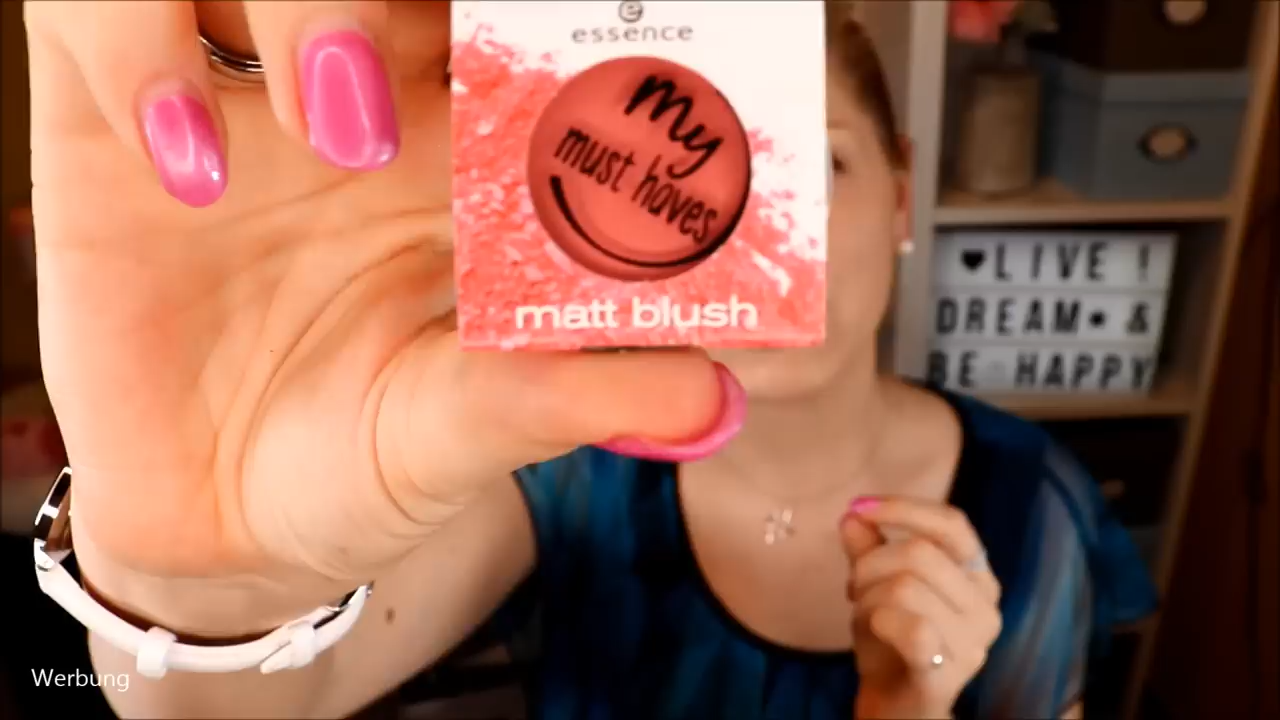 essence
my
must haves
matt blush
♥LIVE!
DREAM• &
BE HAPPY
Werbung